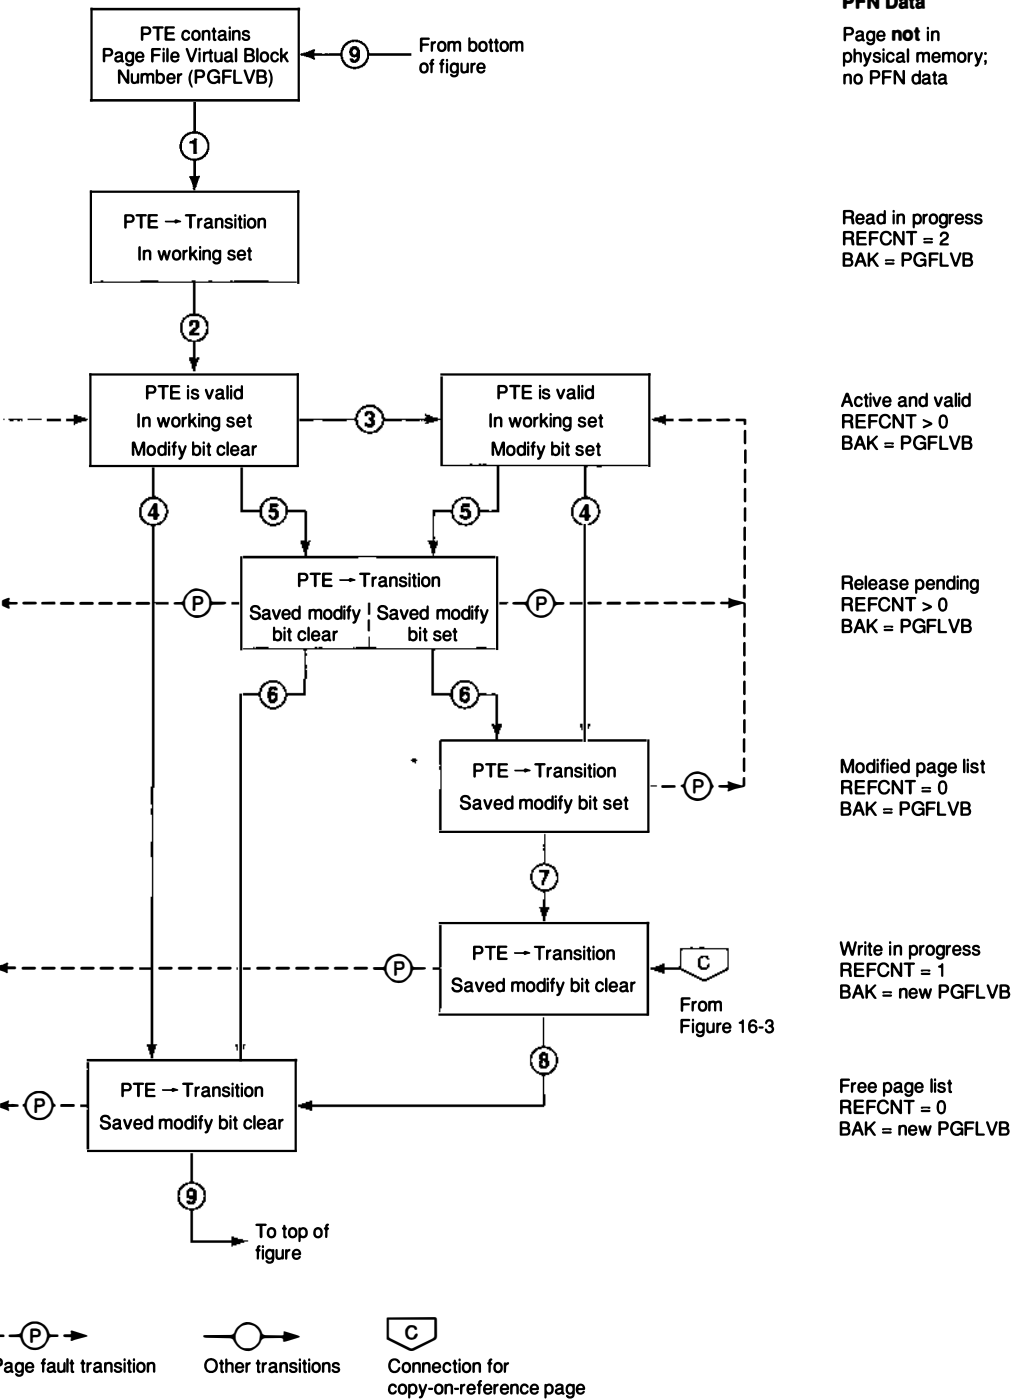 PFN Data
PTE contains
Page File Virtual Block
Number (PGFLVB)
9
From bottom
of figure
Page not in
physical memory;
no PFN data
1
PTE → Transition
In working set
Read in progress
REFCNT = 2
BAK = PGFLVB
2
PTE is valid
In working set
Modify bit clear
3
PTE is valid
In working set
Modify bit set
Active and valid
REFCNT > 0
BAK = PGFLVB
4
5
5
4
PTE → Transition
Saved modify
bit clear
Saved modify
bit set
P
P
Release pending
REFCNT > 0
BAK = PGFLVB
6
6
PTE → Transition
Saved modify bit set
P
Modified page list
REFCNT = 0
BAK = PGFLVB
7
PTE → Transition
Saved modify bit clear
P
C
From
Figure 16-3
Write in progress
REFCNT = 1
BAK = new PGFLVB
8
PTE → Transition
Saved modify bit clear
P
Free page list
REFCNT = 0
BAK = new PGFLVB
9
To top of
figure
P
Page fault transition
Other transitions
C
Connection for
copy-on-reference page